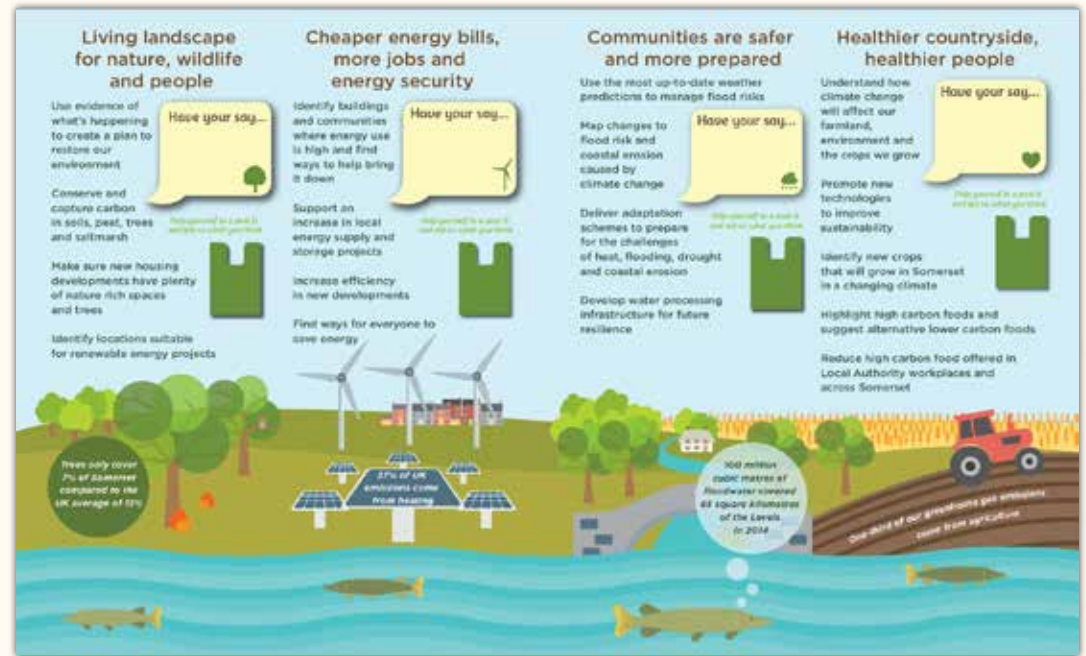 Living landscape
for nature, wildlife
and people
Use evidence of
what's happening
to create a plan to
restore our
environment
Conserve and
capture carbon
in soils, peat, trees
and saltmarsh
Make sure new housing
developments have plenty
of nature rich spaces
and trees
Identify locations suitable
for renewable energy projects
Have your say...
Trees only cover
7% of Somerset
compared to the
UK average of 13%
Cheaper energy bills,
more jobs and
energy security
Identify buildings
and communities
where energy use
is high and find
ways to help bring
it down
Support an
increase in local
energy supply and
storage projects
Increase efficiency
in new developments
Find ways for everyone to
save energy
Have your say...
37% of UK
emissions come
from heating
Communities are safer
and more prepared
Use the most up-to-date weather
predictions to manage flood risks
Map changes to
flood risk and
coastal erosion
caused by
climate change
Deliver adaptation
schemes to prepare
for the challenges
of heat, flooding, drought
and coastal erosion
Develop water processing
infrastructure for future
resilience
Have your say...
100 million
cubic metres of
floodwater covered
65 square kilometres
of the Levels
in 2014
Healthier countryside,
healthier people
Understand how
climate change
will affect our
farmland,
environment and
the crops we grow
Promote new
technologies
to improve
sustainability
Identify new crops
that will grow in Somerset
in a changing climate
Highlight high carbon foods and
suggest alternative lower carbon foods
Reduce high carbon food offered in
Local Authority workplaces and
across Somerset
Have your say...
One third of our greenhouse gas emissions
come from agriculture